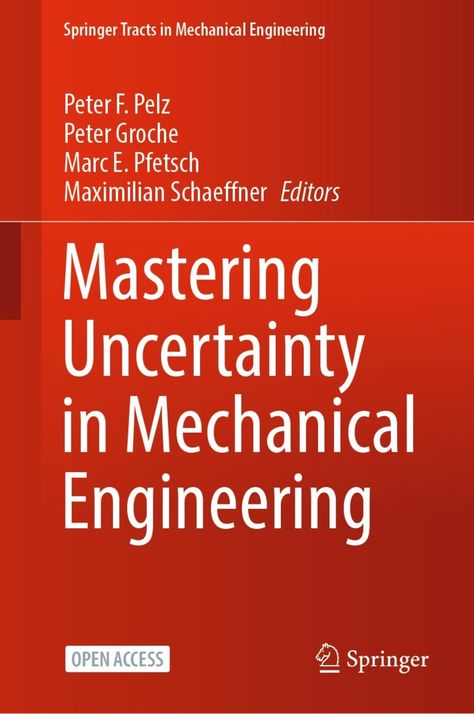 Springer Tracts in Mechanical Engineering
Peter F. Pelz
Peter Groche
Marc E. Pfetsch
Maximilian Schaeffner Editors
Mastering
Uncertainty
in Mechanical
Engineering
OPEN ACCESS
Springer